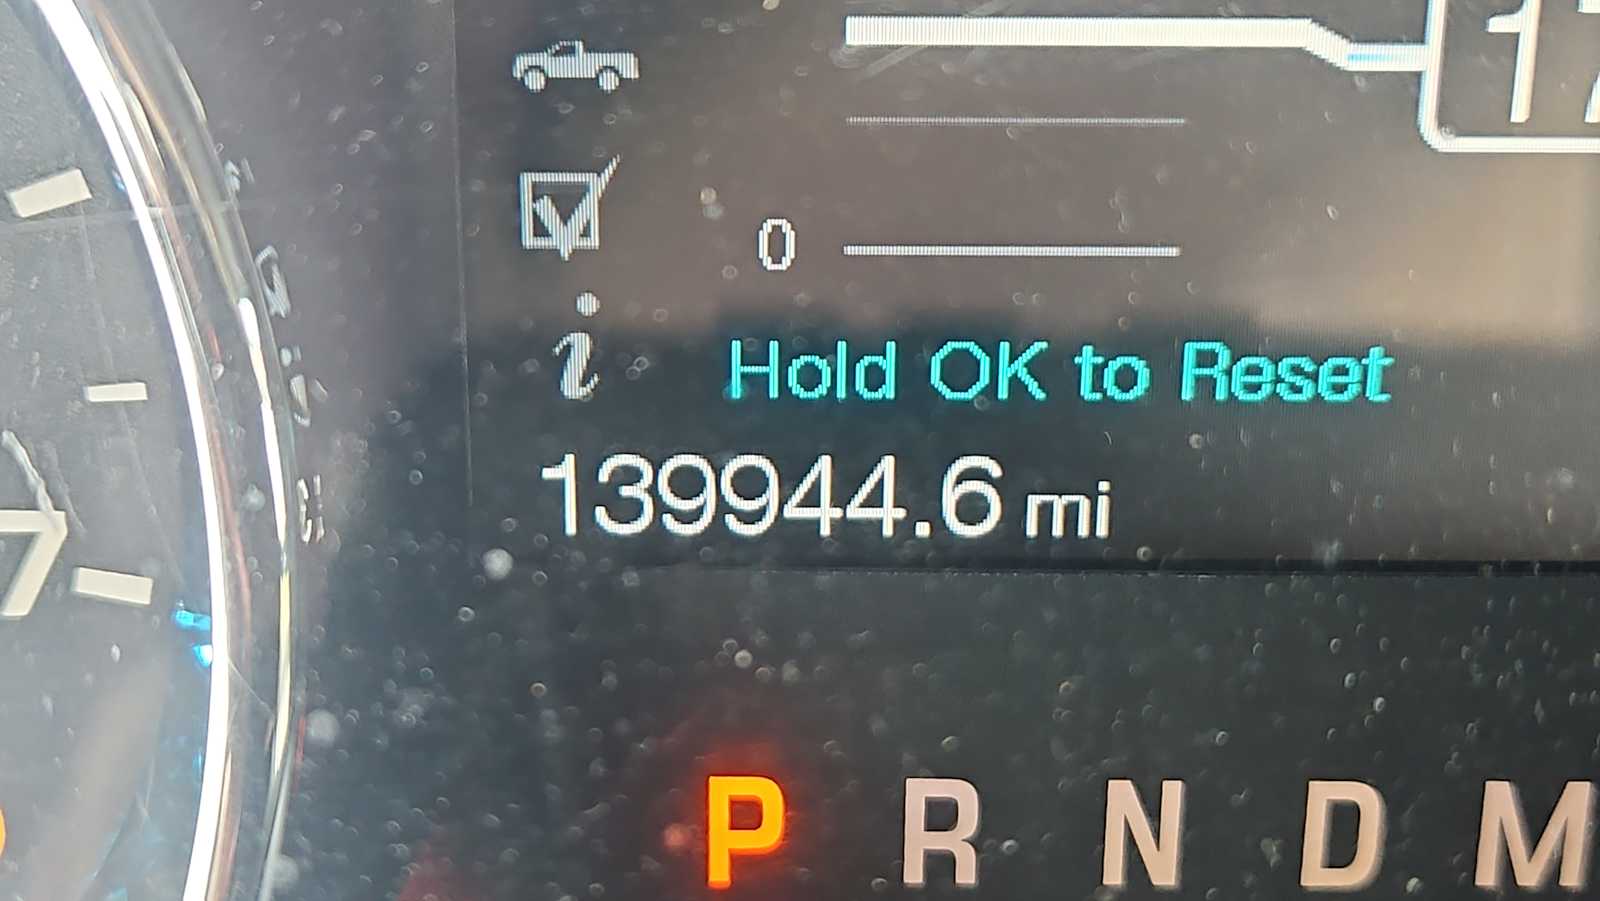 0
Hold OK to Reset
139944.6 mi
P R N D M